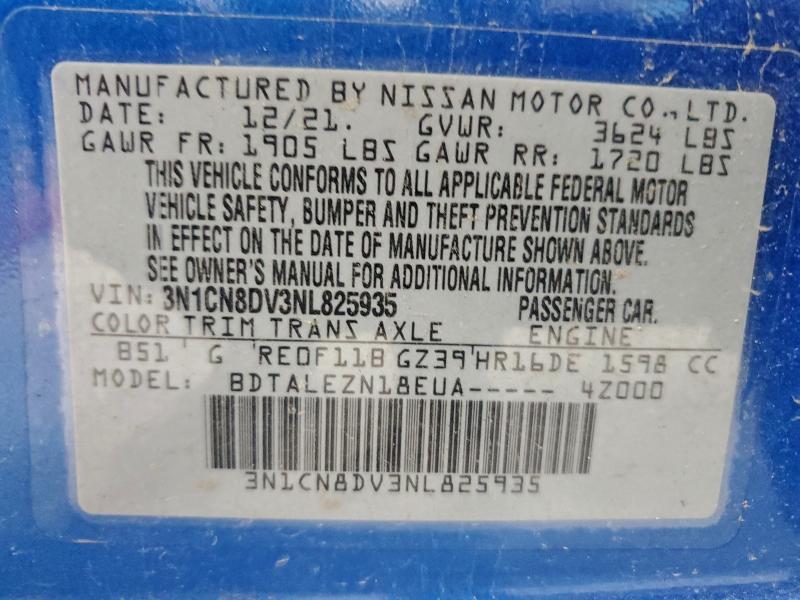 MANUFACTURED BY NISSAN MOTOR CO.,LTD.
DATE: 12/21. GVWR: 3624 LBS
GAWR FR: 1905 LBS GAWR RR: 1720 LBS
THIS VEHICLE CONFORMS TO ALL APPLICABLE FEDERAL MOTOR
VEHICLE SAFETY, BUMPER AND THEFT PREVENTION STANDARDS
IN EFFECT ON THE DATE OF MANUFACTURE SHOWN ABOVE.
SEE OWNER'S MANUAL FOR ADDITIONAL INFORMATION.
VIN: 3N1CN8DV3NL825935 PASSENGER CAR.
COLOR TRIM TRANS AXLE ENGINE
B51 G RE0F11B GZ39 HR16DE 1598 CC
MODEL: BDTALEZN18EUA----- 4Z000
3N1CN8DV3NL825935